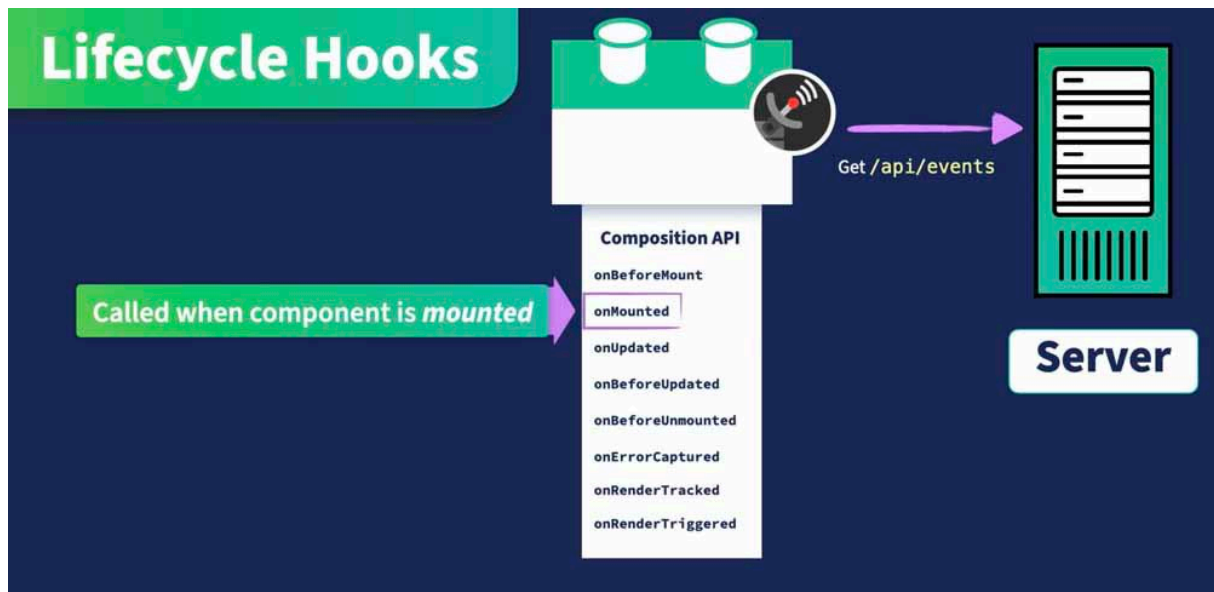 Lifecycle Hooks
Get /api/events
Composition API
onBeforeMount
Called when component is mounted
onMounted
onUpdated
onBeforeUpdated
onBeforeUnmounted
onErrorCaptured
onRenderTracked
onRenderTriggered
Server